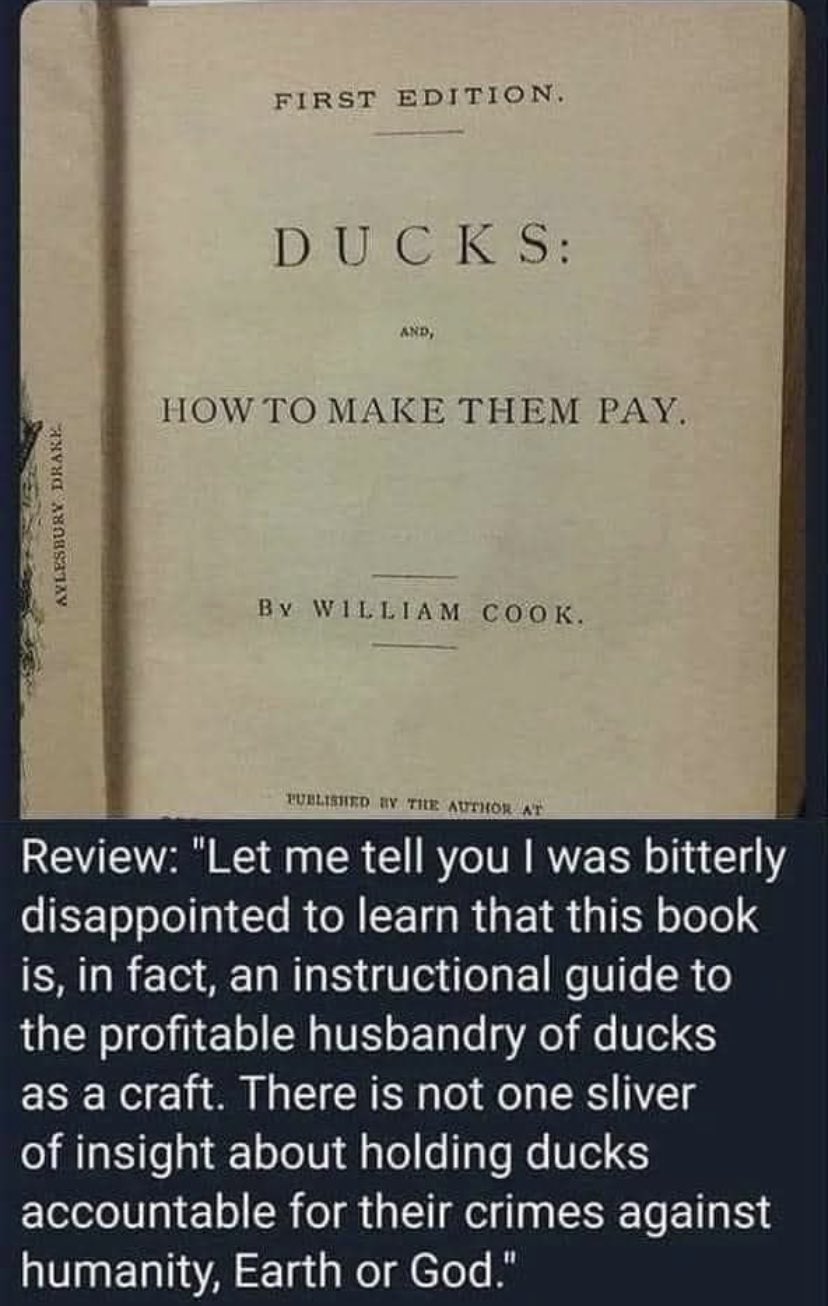 FIRST EDITION.
DUCKS:
AND,
HOW TO MAKE THEM PAY.
BY WILLIAM COOK.
PUBLISHED BY THE AUTHOR AT
AYLESBURY DRAKE.
Review: "Let me tell you I was bitterly
disappointed to learn that this book
is, in fact, an instructional guide to
the profitable husbandry of ducks
as a craft. There is not one sliver
of insight about holding ducks
accountable for their crimes against
humanity, Earth or God."